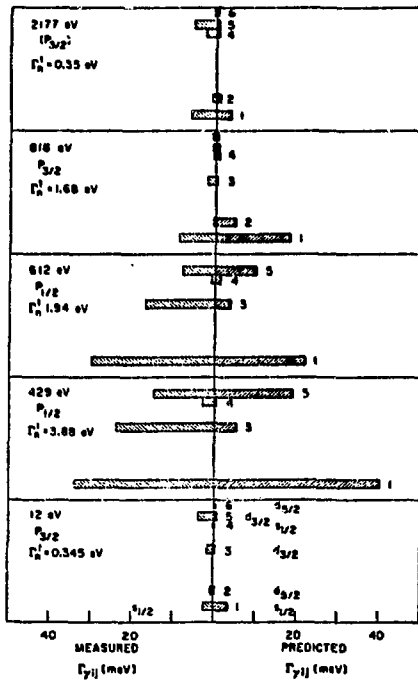 2177 eV
(P3/2)
Γn¹ = 0.35 eV
6
5
4
2
1
818 eV
P3/2
Γn¹ = 1.68 eV
4
3
2
1
612 eV
P1/2
Γn¹ 1.94 eV
5
4
3
1
429 eV
P1/2
Γn¹ = 3.88 eV
5
4
3
1
12 eV
P3/2
Γn¹ = 0.345 eV
6 d5/2
5 d3/2
4 s1/2
3 d3/2
2 d5/2
s1/2 1 s1/2
40 20 0 20 40
MEASURED PREDICTED
Γγij (meV) Γγij (meV)